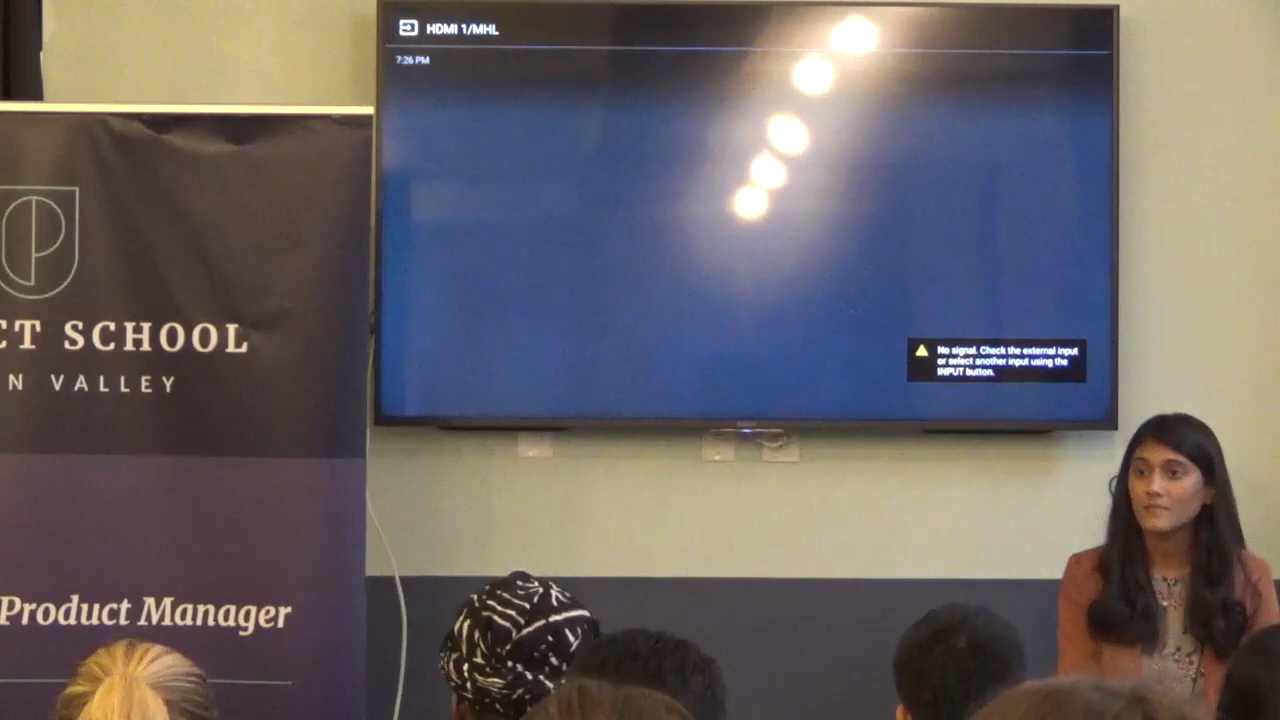 HDMI 1/MHL
7:26 PM
CT SCHOOL
N VALLEY
No signal. Check the external input
or select another input using the
INPUT button.
Product Manager